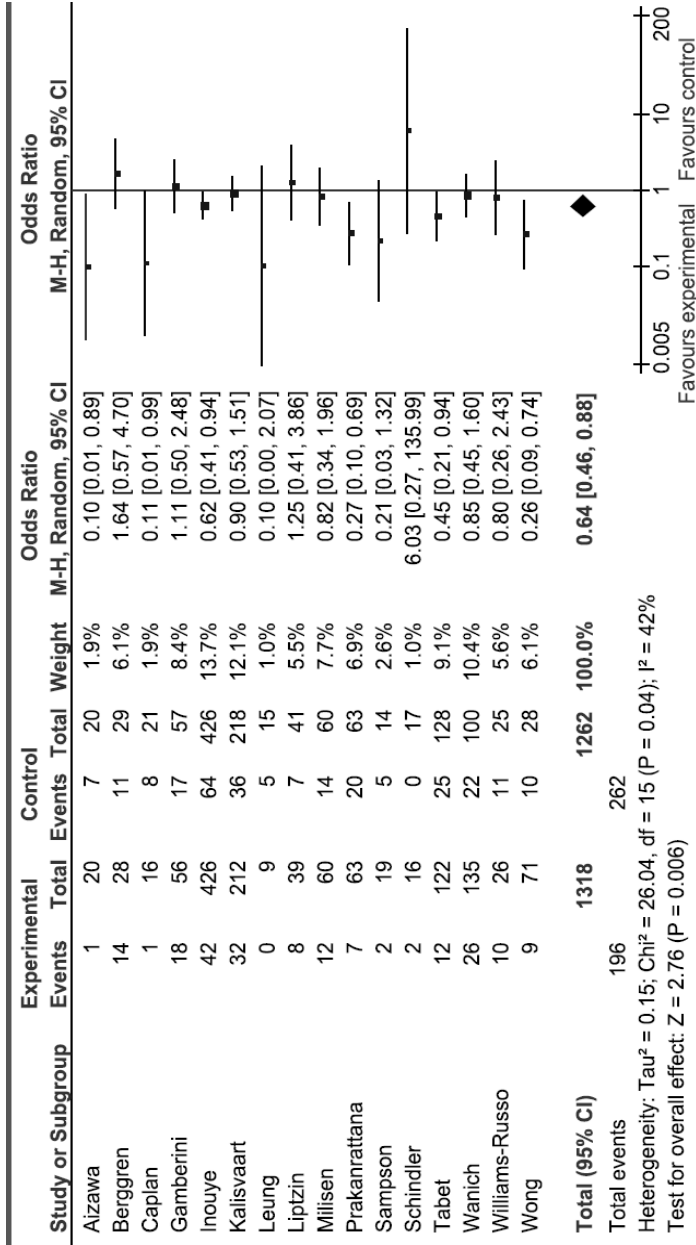 Experimental Control Odds Ratio Odds Ratio
Study or Subgroup Events Total Events Total Weight M-H, Random, 95% CI M-H, Random, 95% CI
Aizawa 1 20 7 20 1.9% 0.10 [0.01, 0.89]
Berggren 14 28 11 29 6.1% 1.64 [0.57, 4.70]
Caplan 1 16 8 21 1.9% 0.11 [0.01, 0.99]
Gamberini 18 56 17 57 8.4% 1.11 [0.50, 2.48]
Inouye 42 426 64 426 13.7% 0.62 [0.41, 0.94]
Kalisvaart 32 212 36 218 12.1% 0.90 [0.53, 1.51]
Leung 0 9 5 15 1.0% 0.10 [0.00, 2.07]
Liptzin 8 39 7 41 5.5% 1.25 [0.41, 3.86]
Milisen 12 60 14 60 7.7% 0.82 [0.34, 1.96]
Prakanrattana 7 63 20 63 6.9% 0.27 [0.10, 0.69]
Sampson 2 19 5 14 2.6% 0.21 [0.03, 1.32]
Schindler 2 16 0 17 1.0% 6.03 [0.27, 135.99]
Tabet 12 122 25 128 9.1% 0.45 [0.21, 0.94]
Wanich 26 135 22 100 10.4% 0.85 [0.45, 1.60]
Williams-Russo 10 26 11 25 5.6% 0.80 [0.26, 2.43]
Wong 9 71 10 28 6.1% 0.26 [0.09, 0.74]
Total (95% CI) 1318 1262 100.0% 0.64 [0.46, 0.88]
Total events 196 262
Heterogeneity: Tau² = 0.15; Chi² = 26.04, df = 15 (P = 0.04); I² = 42%
Test for overall effect: Z = 2.76 (P = 0.006)
0.005 0.1 1 10 200
Favours experimental Favours control